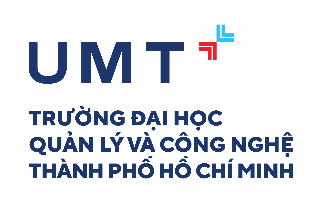 UMT
TRƯỜNG ĐẠI HỌC
QUẢN LÝ VÀ CÔNG NGHỆ
THÀNH PHỐ HỒ CHÍ MINH